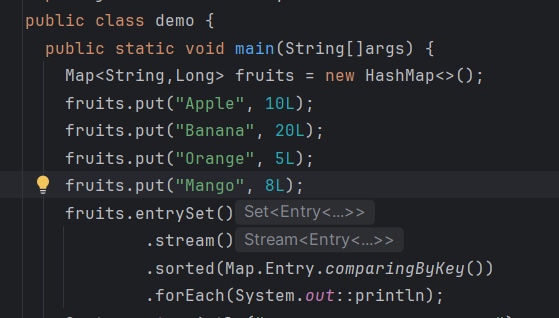 public class demo {
public static void main(String[]args) {
Map<String,Long> fruits = new HashMap<>();
fruits.put("Apple", 10L);
fruits.put("Banana", 20L);
fruits.put("Orange", 5L);
fruits.put("Mango", 8L);
fruits.entrySet() Set<Entry<...>>
.stream() Stream<Entry<...>>
.sorted(Map.Entry.comparingByKey())
.forEach(System.out::println);